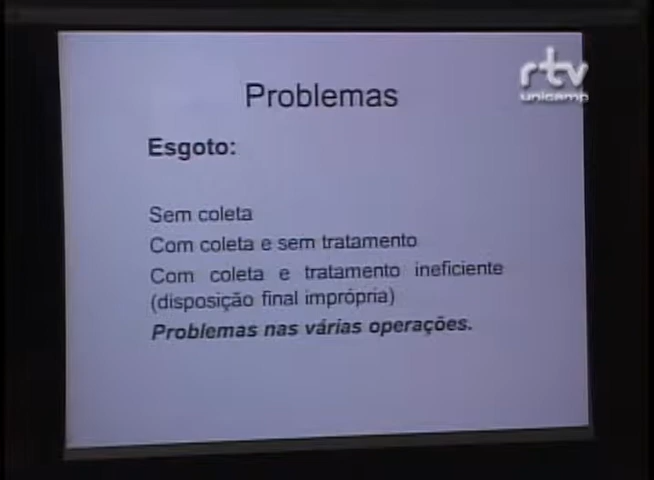 Problemas
rtv
unicamp
Esgoto:
Sem coleta
Com coleta e sem tratamento
Com coleta e tratamento ineficiente
(disposição final imprópria)
Problemas nas várias operações.